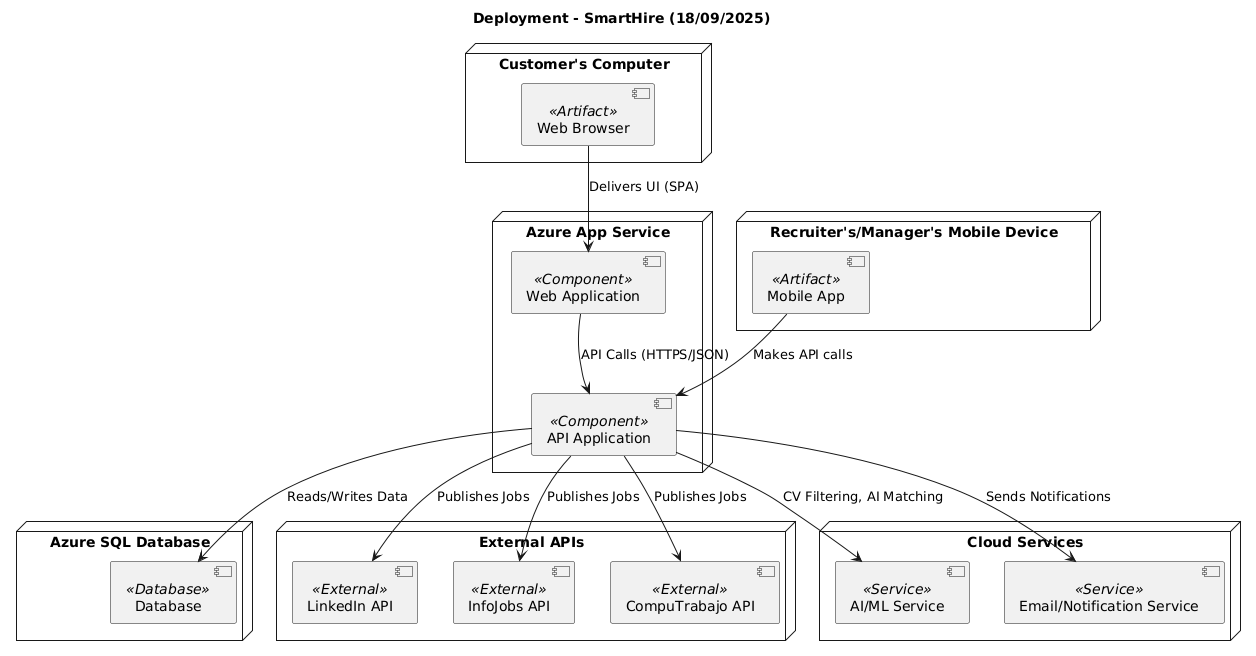 Deployment - SmartHire (18/09/2025)
Customer's Computer
«Artifact»
Web Browser
Delivers UI (SPA)
Azure App Service
Recruiter's/Manager's Mobile Device
«Component»
Web Application
«Artifact»
Mobile App
API Calls (HTTPS/JSON)
Makes API calls
«Component»
API Application
Reads/Writes Data
Publishes Jobs
Publishes Jobs
Publishes Jobs
CV Filtering, AI Matching
Sends Notifications
Azure SQL Database
External APIs
Cloud Services
«Database»
Database
«External»
LinkedIn API
«External»
InfoJobs API
«External»
CompuTrabajo API
«Service»
AI/ML Service
«Service»
Email/Notification Service